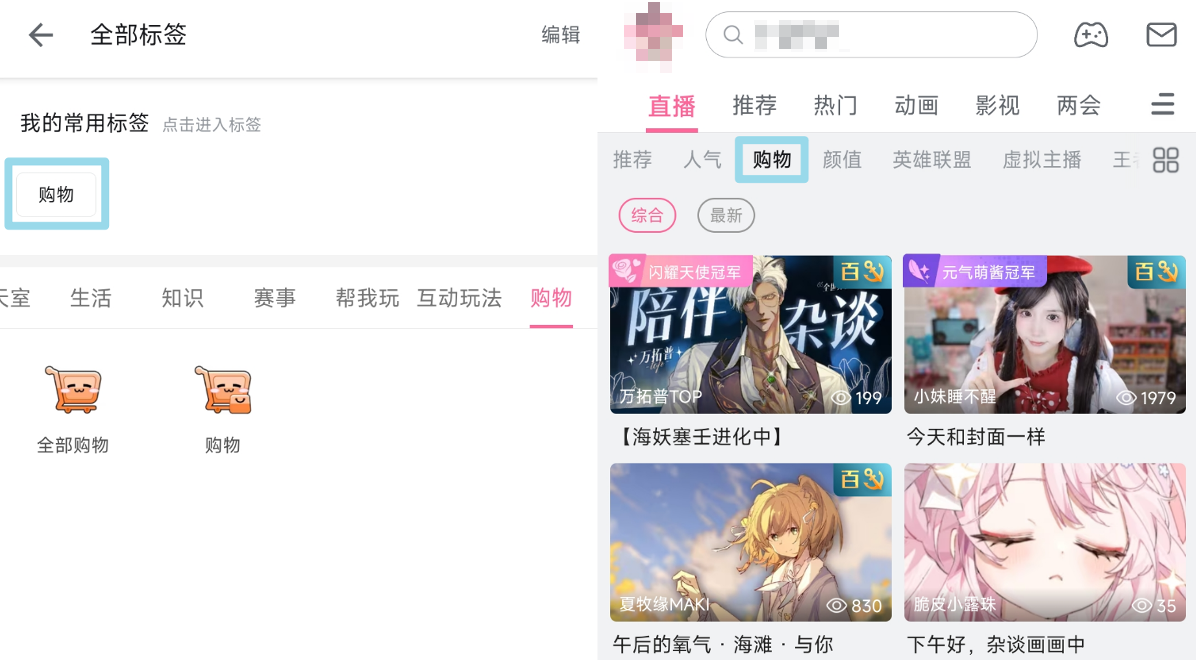 全部标签
编辑
我的常用标签 点击进入标签
购物
天室 生活 知识 赛事 帮我玩 互动玩法 购物
全部购物 购物
直播 推荐 热门 动画 影视 两会
推荐 人气 购物 颜值 英雄联盟 虚拟主播 王
综合 最新
闪耀天使冠军
百
陪伴
杂谈
万拓普
万拓普TOP
199
【海妖塞壬进化中】
元气萌酱冠军
百
小妹睡不醒
1979
今天和封面一样
百
夏牧缘MAKI
830
午后的氧气 · 海滩 · 与你
脆皮小露珠
35
下午好，杂谈画画中